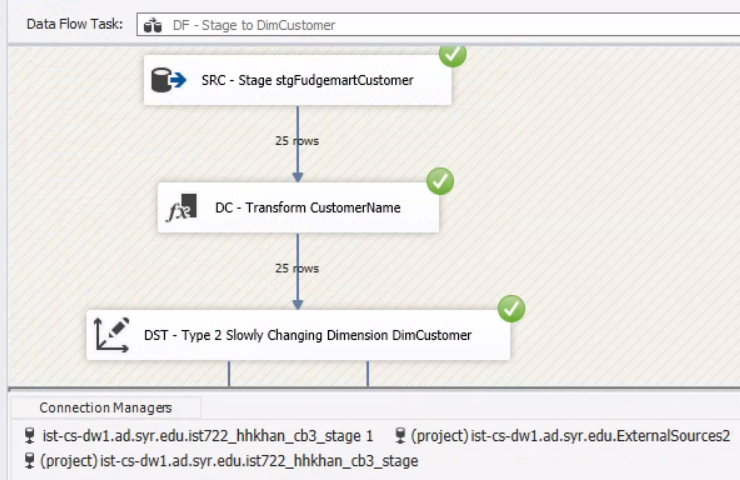 Data Flow Task: DF - Stage to DimCustomer
SRC - Stage stgFudgemartCustomer
25 rows
fx DC - Transform CustomerName
25 rows
DST - Type 2 Slowly Changing Dimension DimCustomer
Connection Managers
ist-cs-dw1.ad.syr.edu.ist722_hhkhan_cb3_stage 1 (project) ist-cs-dw1.ad.syr.edu.ExternalSources2
(project) ist-cs-dw1.ad.syr.edu.ist722_hhkhan_cb3_stage